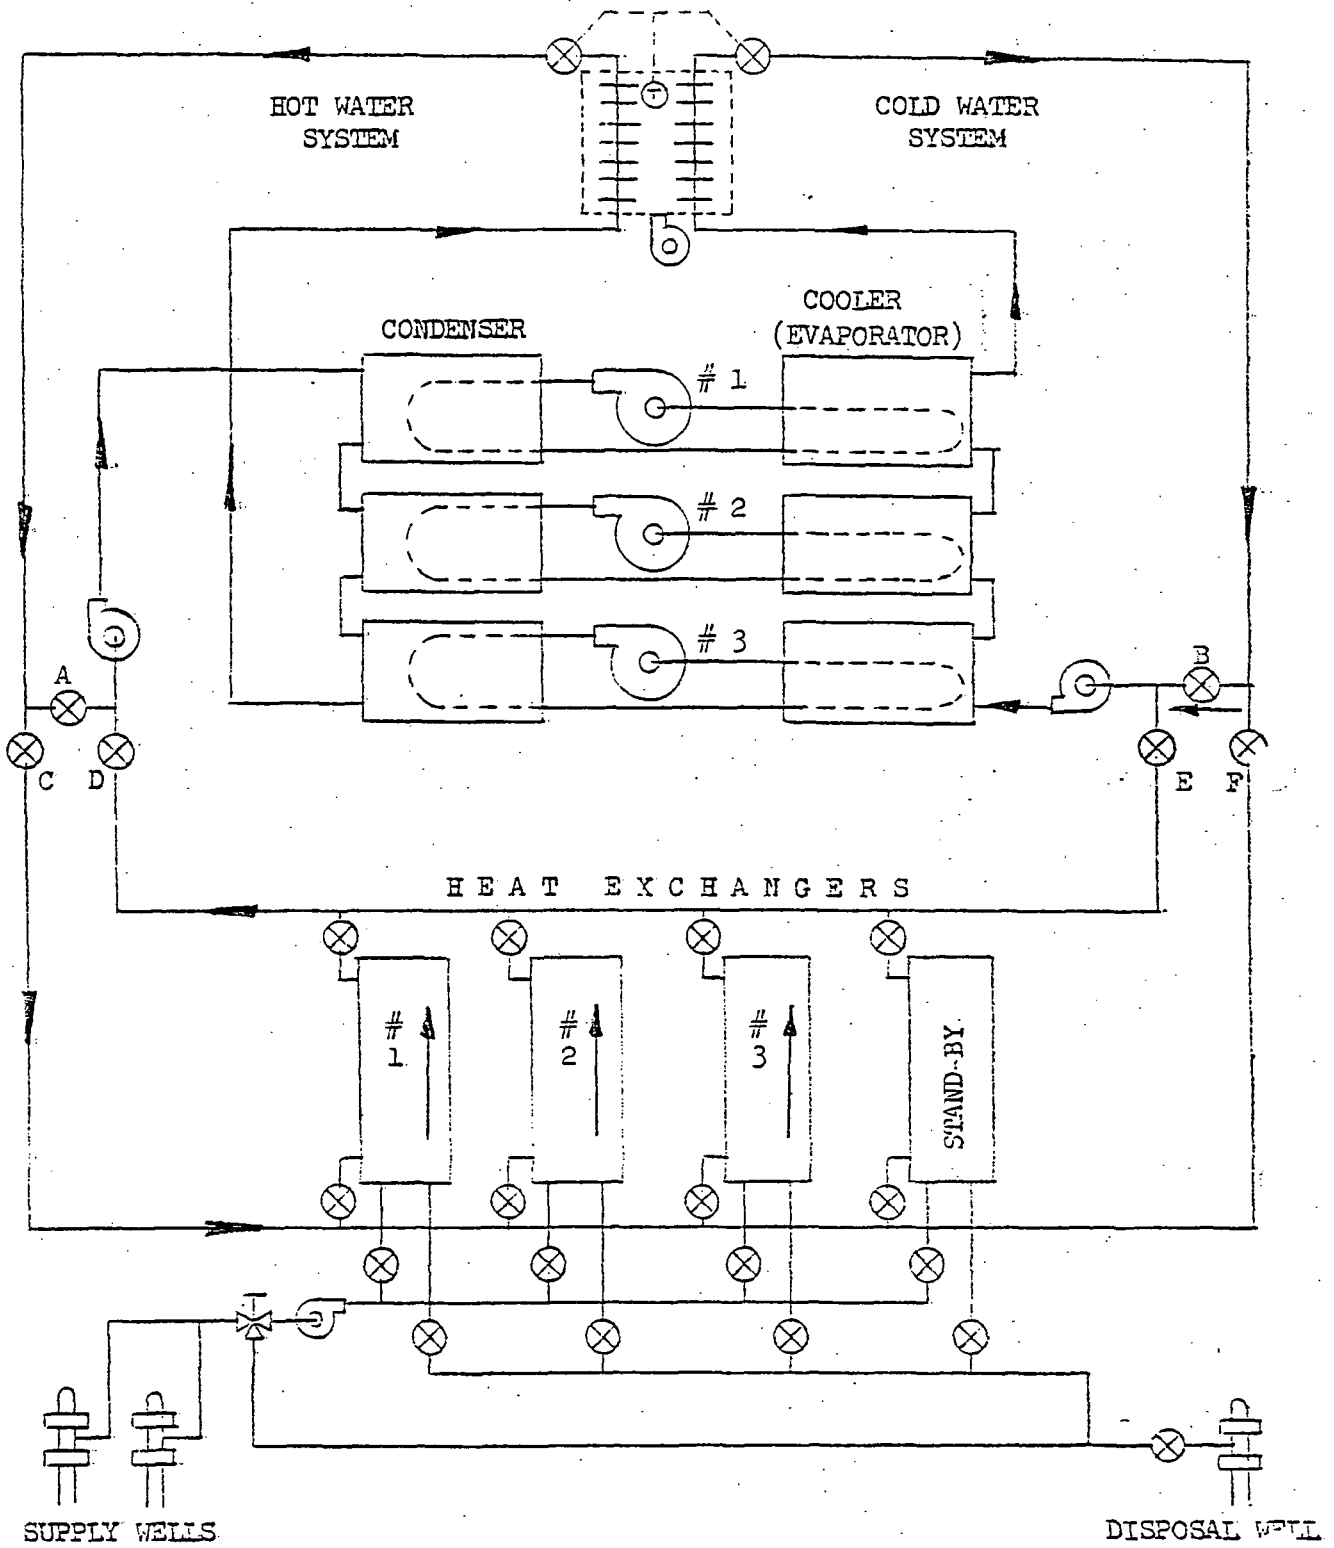 HOT WATER
SYSTEM
T
COLD WATER
SYSTEM
CONDENSER
COOLER
(EVAPORATOR)
# 1
# 2
# 3
A
B
C
D
E
F
HEAT EXCHANGERS
#
1
#
2
#
3
STAND-BY
SUPPLY WELLS
DISPOSAL WELL